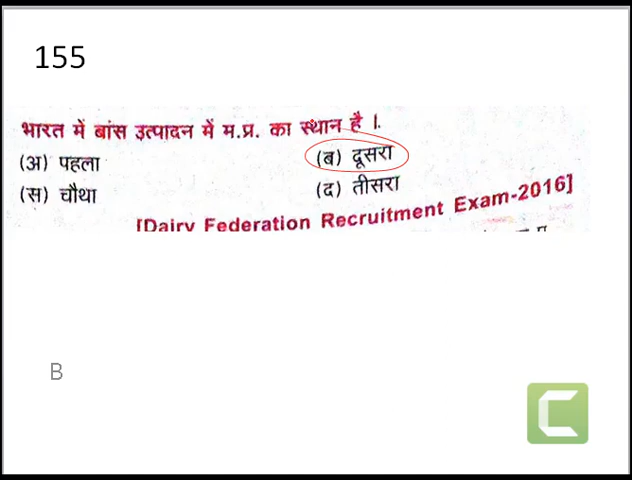 155
भारत में बांस उत्पादन में म.प्र. का स्थान है ।
(अ) पहला (ब) दूसरा
(स) चौथा (द) तीसरा
[Dairy Federation Recruitment Exam-2016]
B